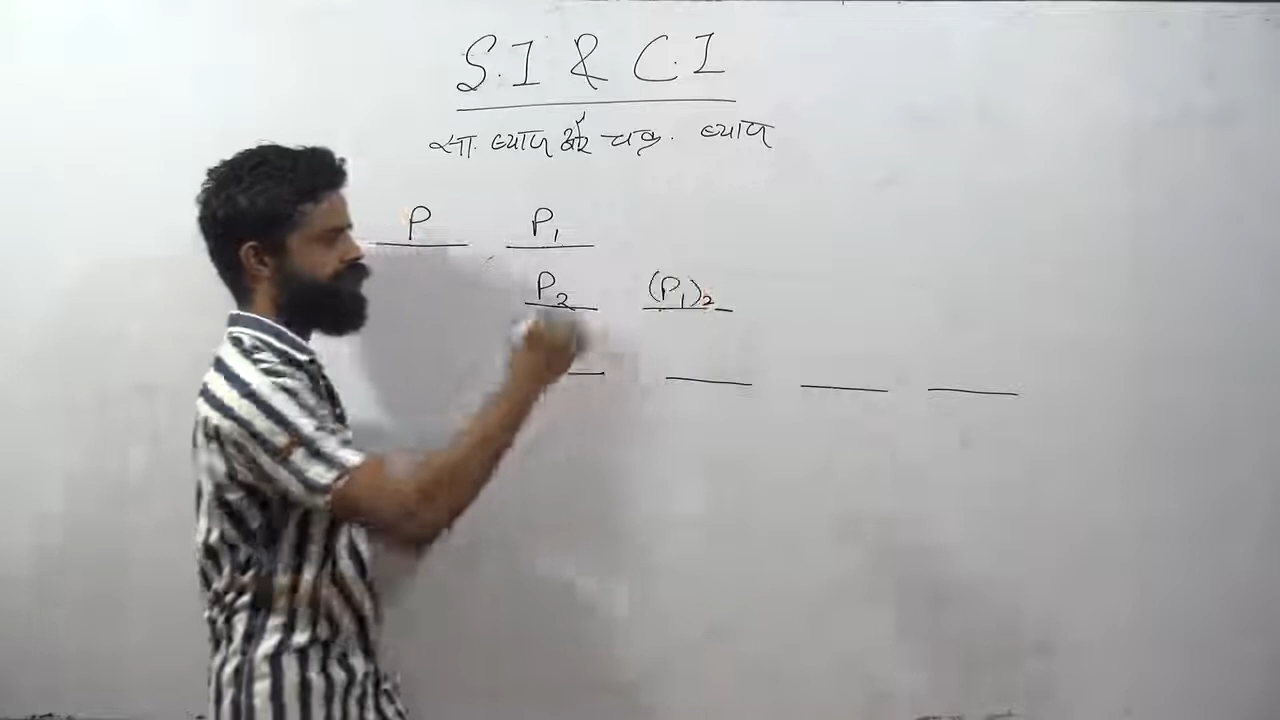 S.I & C.I
सा. ब्याज और चक्र. ब्याज
P P₁
P₂ (P₁)₂